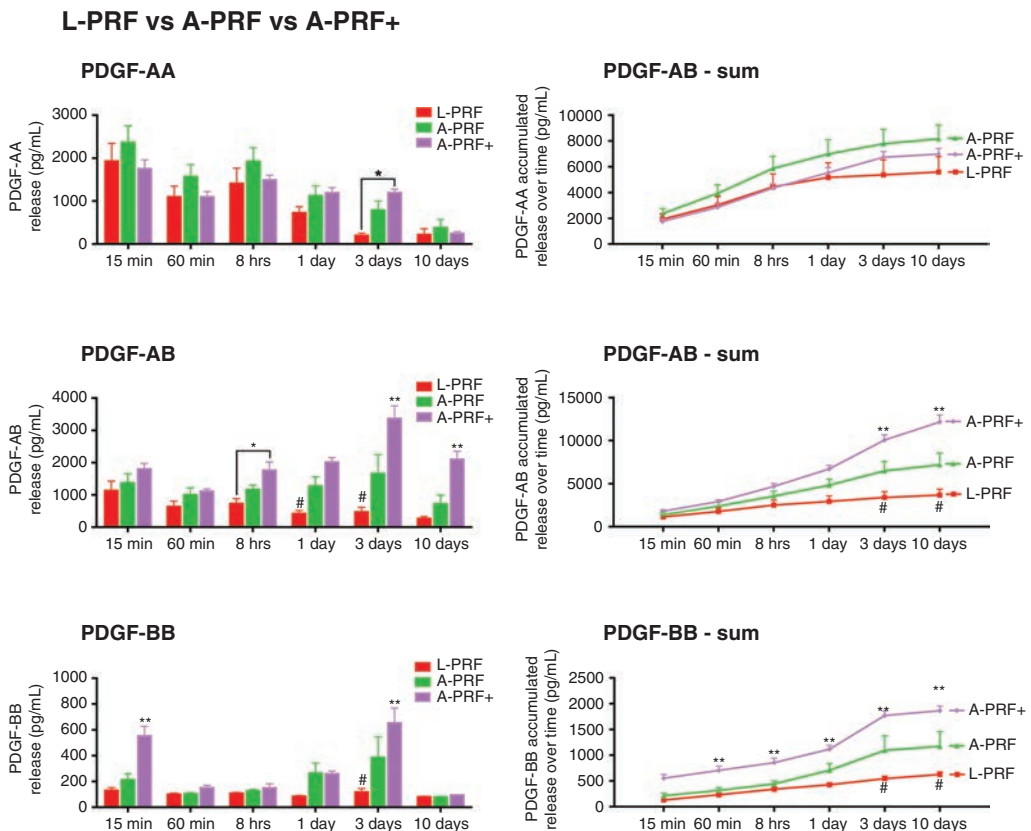 L-PRF vs A-PRF vs A-PRF+
PDGF-AA
PDGF-AA
release (pg/mL)
3000
2000
1000
0
L-PRF
A-PRF
A-PRF+
*
15 min 60 min 8 hrs 1 day 3 days 10 days
PDGF-AB - sum
PDGF-AA accumulated
release over time (pg/mL)
10000
8000
6000
4000
2000
0
A-PRF
A-PRF+
L-PRF
15 min 60 min 8 hrs 1 day 3 days 10 days
PDGF-AB
PDGF-AB
release (pg/mL)
4000
3000
2000
1000
0
L-PRF
A-PRF
A-PRF+
* # # ** **
15 min 60 min 8 hrs 1 day 3 days 10 days
PDGF-AB - sum
PDGF-AB accumulated
release over time (pg/mL)
15000
10000
5000
0
** **
A-PRF+
A-PRF
L-PRF
# #
15 min 60 min 8 hrs 1 day 3 days 10 days
PDGF-BB
PDGF-BB
release (pg/mL)
1000
800
600
400
200
0
L-PRF
A-PRF
A-PRF+
** # **
15 min 60 min 8 hrs 1 day 3 days 10 days
PDGF-BB - sum
PDGF-BB accumulated
release over time (pg/mL)
2500
2000
1500
1000
500
0
** ** ** ** **
A-PRF+
A-PRF
L-PRF
# #
15 min 60 min 8 hrs 1 day 3 days 10 days